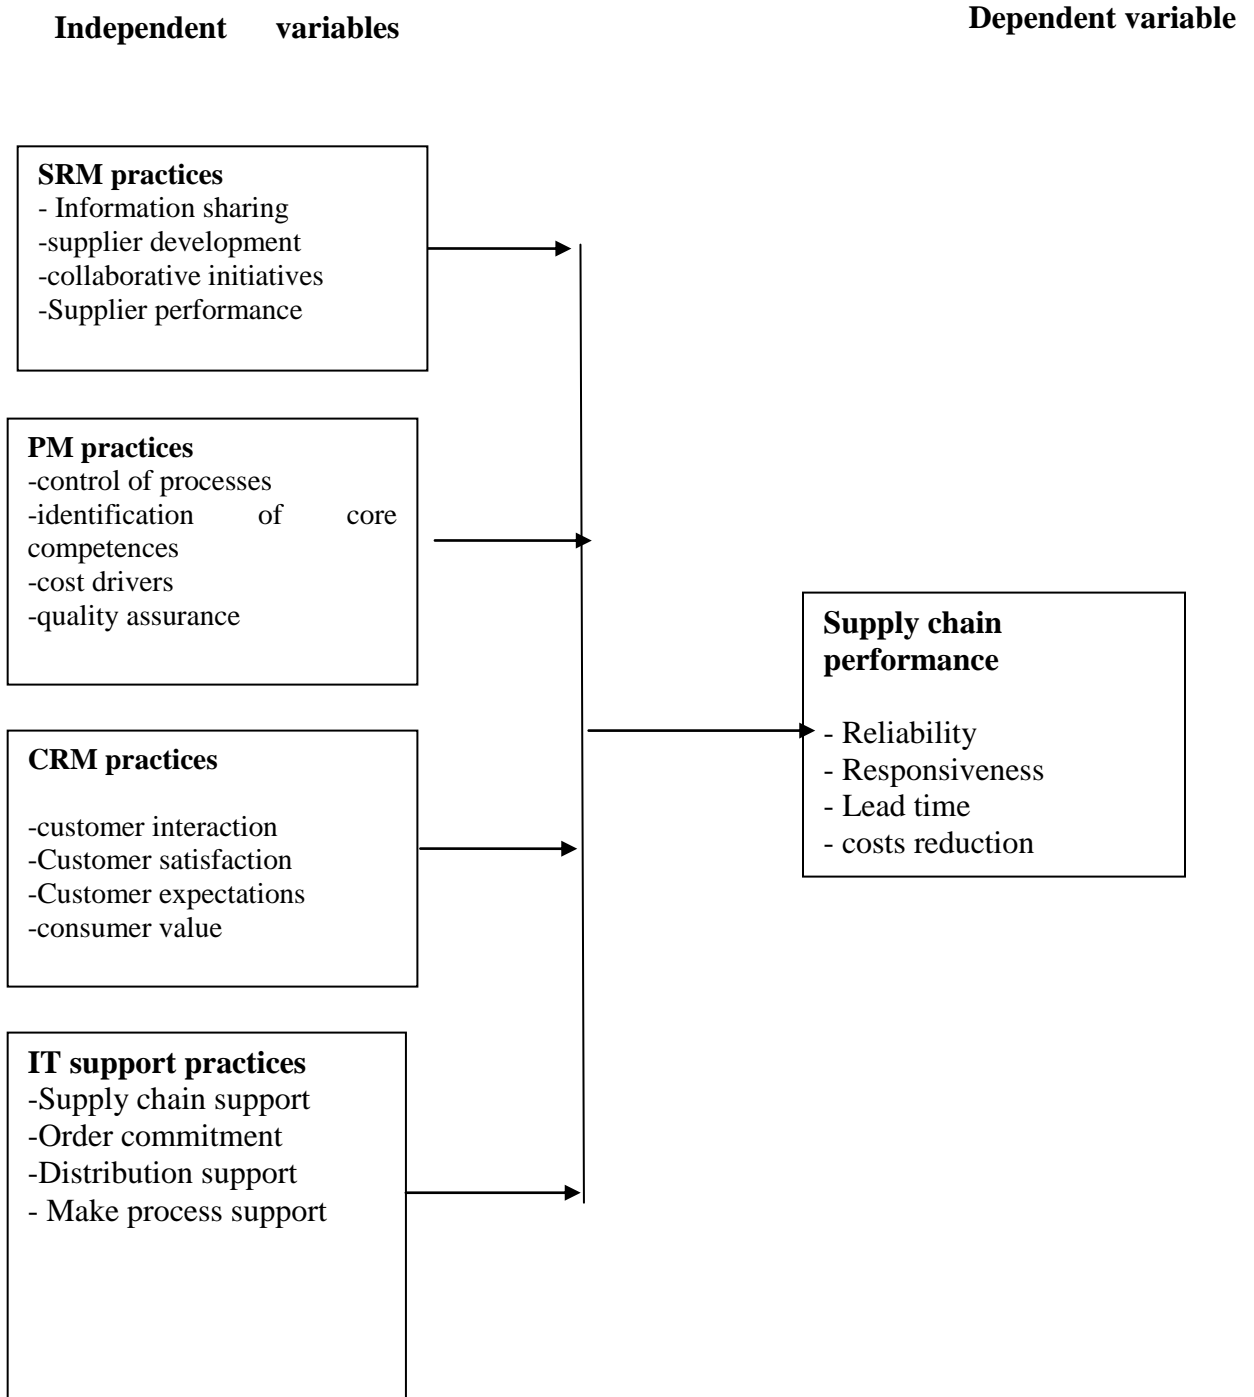 Independent variables
Dependent variable
SRM practices
- Information sharing
-supplier development
-collaborative initiatives
-Supplier performance
PM practices
-control of processes
-identification of core
competences
-cost drivers
-quality assurance
CRM practices
-customer interaction
-Customer satisfaction
-Customer expectations
-consumer value
IT support practices
-Supply chain support
-Order commitment
-Distribution support
- Make process support
Supply chain
performance
- Reliability
- Responsiveness
- Lead time
- costs reduction